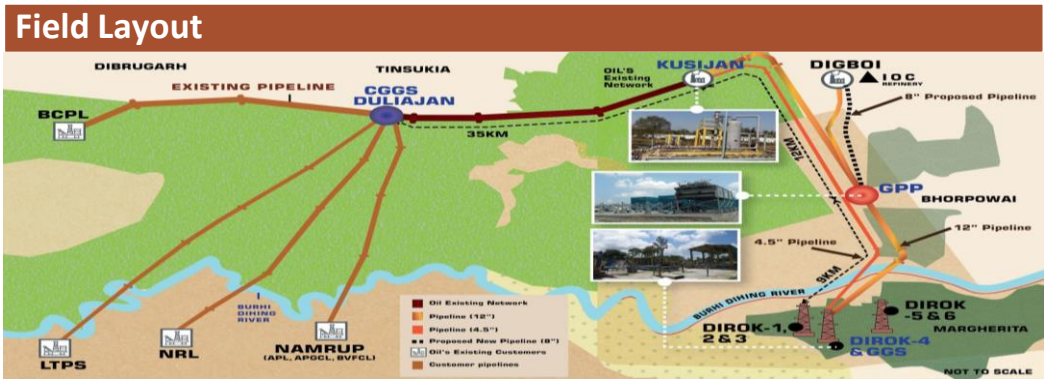 Field Layout
DIBRUGARH
TINSUKIA
OIL'S
Existing
Network
KUSIJAN
DIGBOI
IOC
REFINERY
EXISTING PIPELINE
CGGS
DULIAJAN
8" Proposed Pipeline
BCPL
35KM
12KM
GPP
BHORPOWAI
12" Pipeline
4.5" Pipeline
9KM
BURHI DIHING RIVER
BURHI
DIHING
RIVER
Oil Existing Network
Pipeline (12")
Pipeline (4.5")
Proposed New Pipeline (8")
Oil's Existing Customers
Customer pipelines
DIROK-1,
2 & 3
DIROK
-5 & 6
MARGHERITA
DIROK-4
& GGS
LTPS
NRL
NAMRUP
(APL, APGCL, BVFCL)
NOT TO SCALE